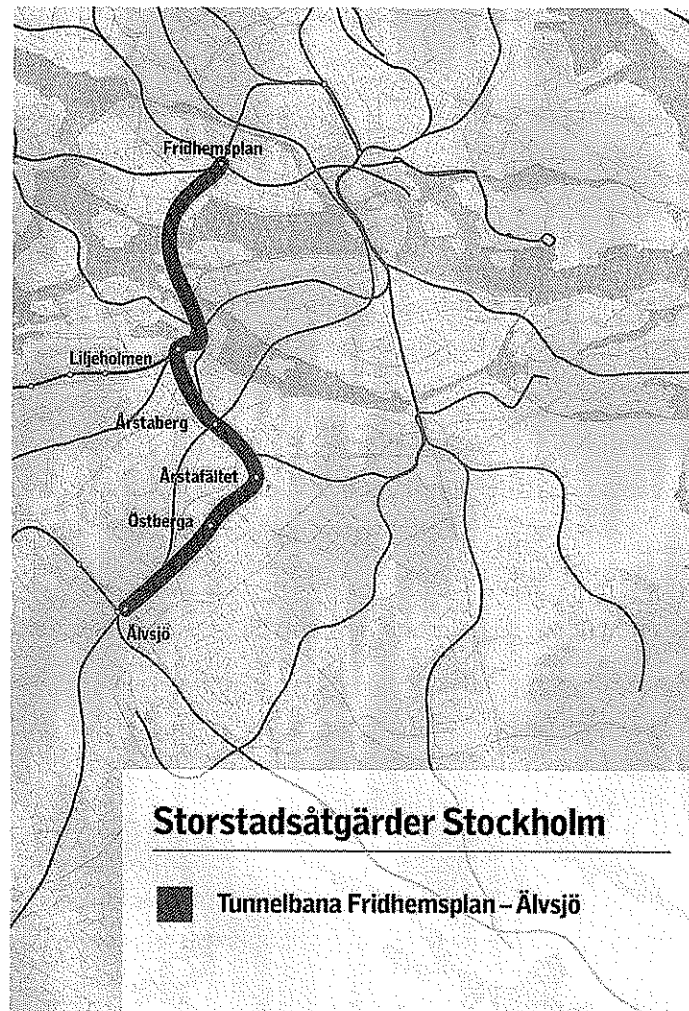 Fridhemsplan
Liljeholmen
Årstaberg
Årstafältet
Östberga
Älvsjö
Storstadsåtgärder Stockholm
Tunnelbana Fridhemsplan – Älvsjö